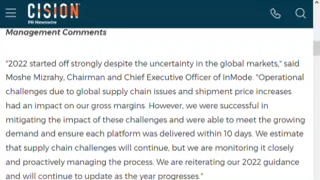 CISION
PR Newswire
Management Comments
"2022 started off strongly despite the uncertainty in the global markets," said
Moshe Mizrahy, Chairman and Chief Executive Officer of InMode. "Operational
challenges due to global supply chain issues and shipment price increases
had an impact on our gross margins. However, we were successful in
mitigating the impact of these challenges and were able to meet the growing
demand and ensure each platform was delivered within 10 days. We estimate
that supply chain challenges will continue, but we are monitoring it closely
and proactively managing the process. We are reiterating our 2022 guidance
and will continue to update as the year progresses."